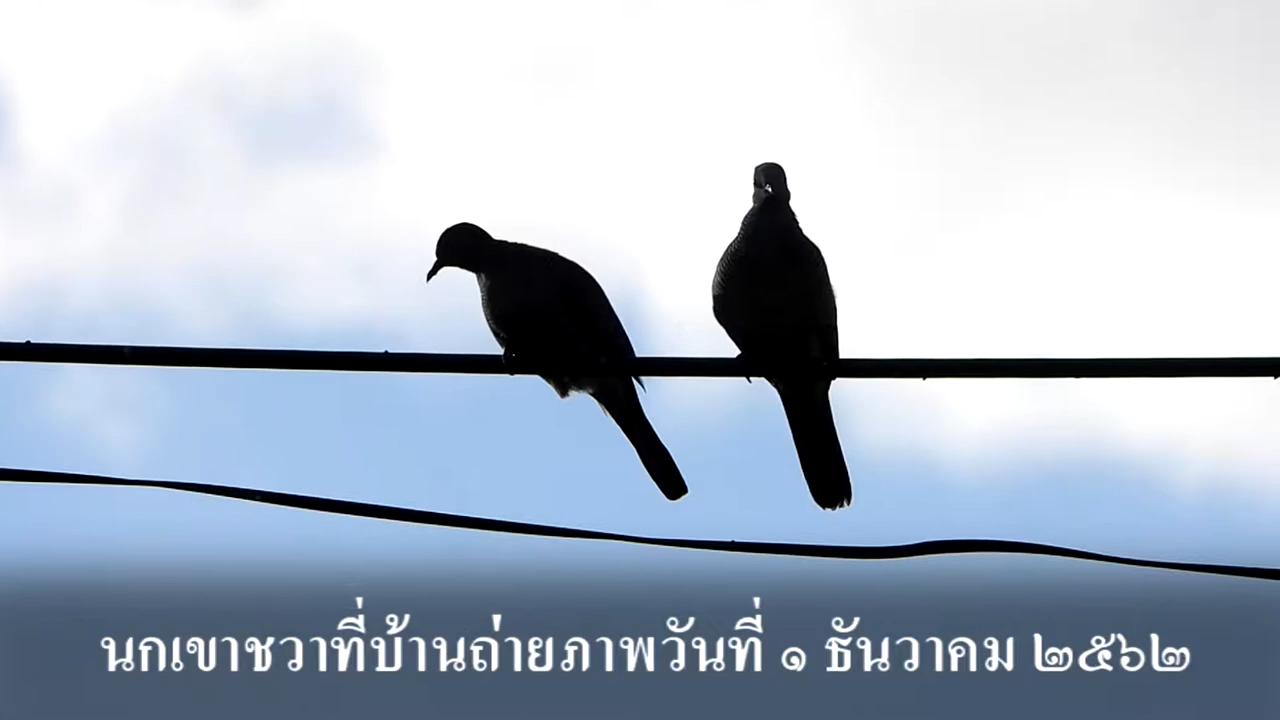 นกเขาชวาที่บ้านถ่ายภาพวันที่ ๑ ธันวาคม ๒๕๖๒